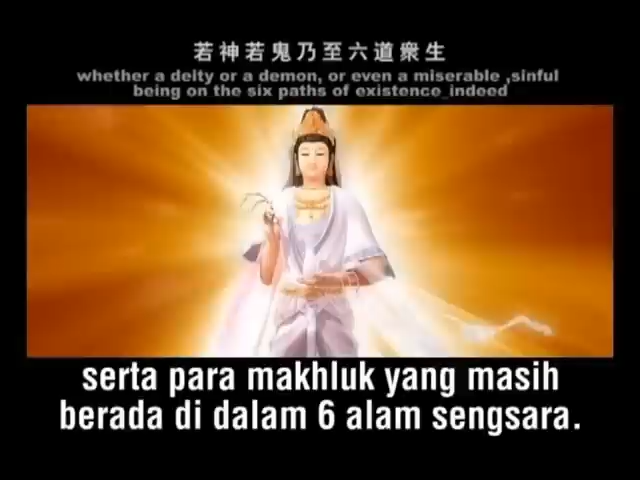 若神若鬼乃至六道衆生
whether a deity or a demon, or even a miserable ,sinful
being on the six paths of existence_indeed
serta para makhluk yang masih
berada di dalam 6 alam sengsara.